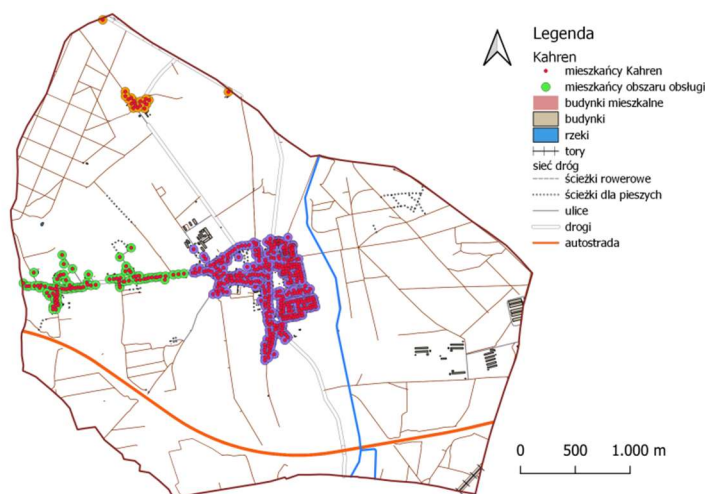 Legenda
Kahren
mieszkańcy Kahren
mieszkańcy obszaru obsługi
budynki mieszkalne
budynki
rzeki
tory
sieć dróg
ścieżki rowerowe
ścieżki dla pieszych
ulice
drogi
autostrada
0 500 1.000 m